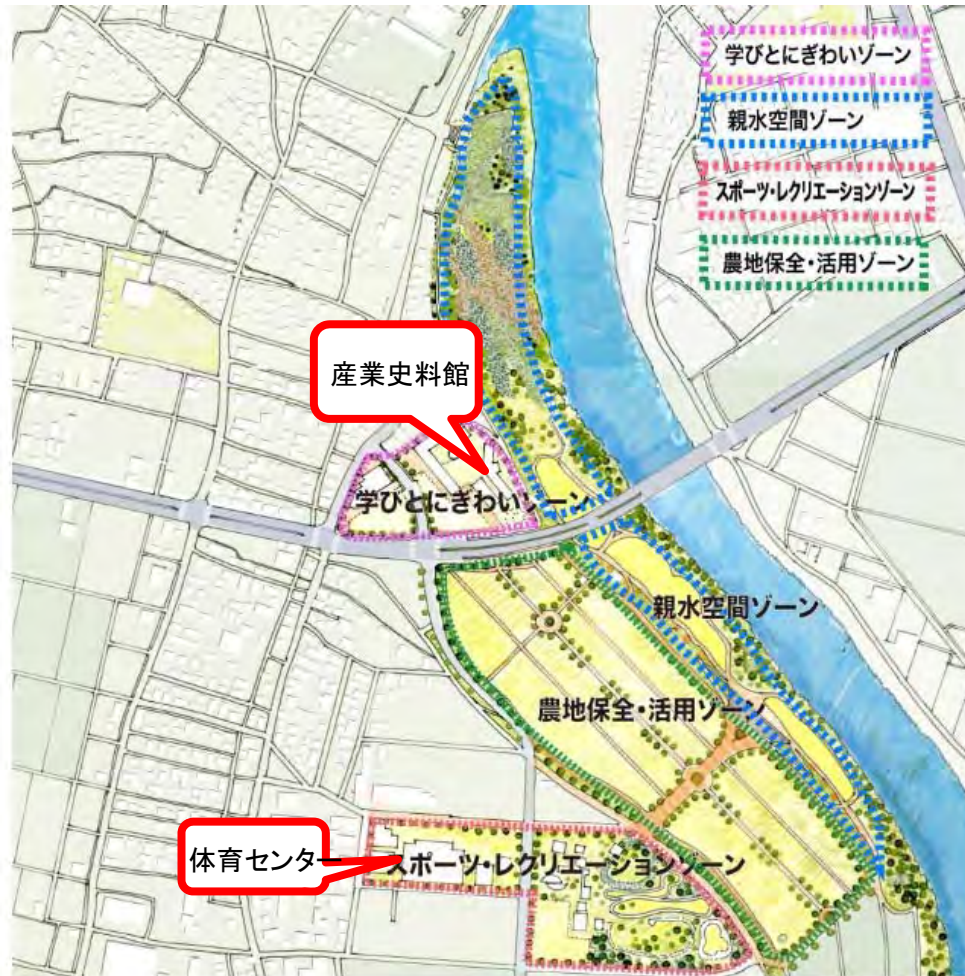 学びとにぎわいゾーン
親水空間ゾーン
スポーツ・レクリエーションゾーン
農地保全・活用ゾーン
産業史料館
学びとにぎわいゾーン
親水空間ゾーン
農地保全・活用ゾーン
体育センター
スポーツ・レクリエーションゾーン